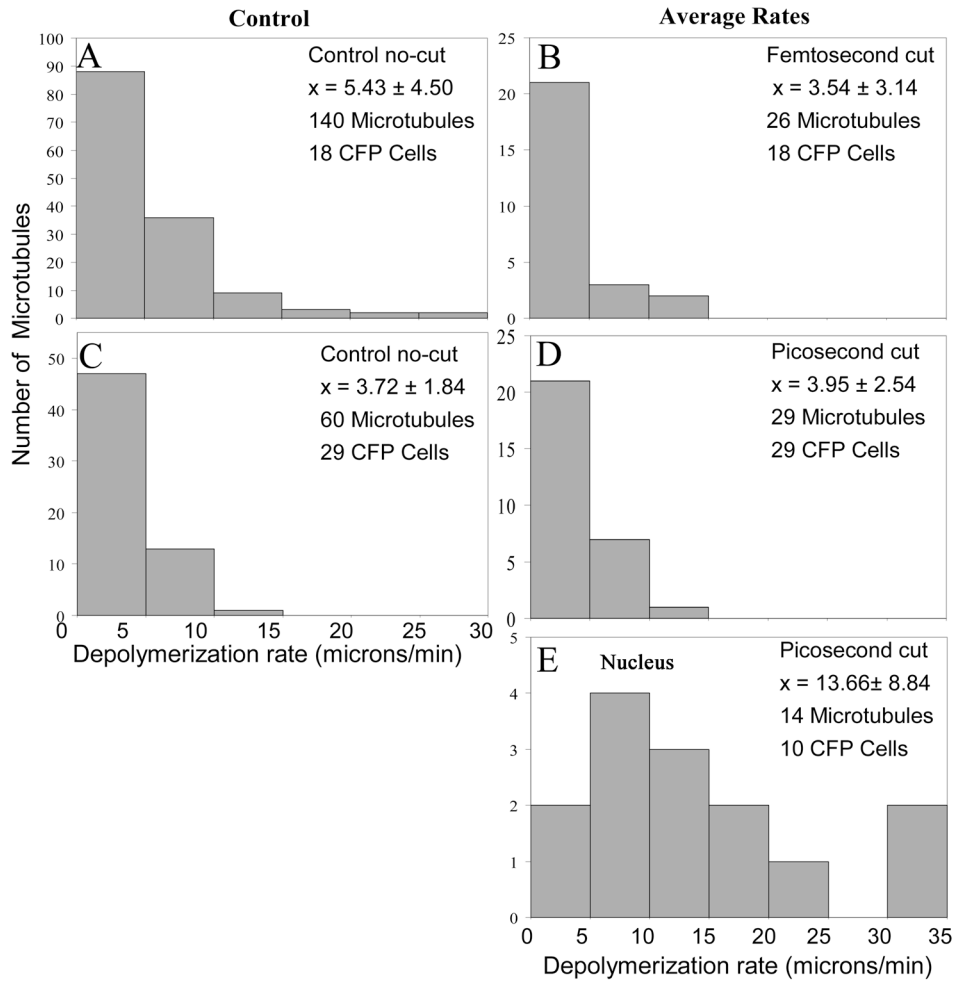 Control
Average Rates
Number of Microtubules
A
Control no-cut
x = 5.43 ± 4.50
140 Microtubules
18 CFP Cells
100
90
80
70
60
50
40
30
20
10
0
B
Femtosecond cut
x = 3.54 ± 3.14
26 Microtubules
18 CFP Cells
25
20
15
10
5
0
C
Control no-cut
x = 3.72 ± 1.84
60 Microtubules
29 CFP Cells
50
40
30
20
10
0
0 5 10 15 20 30
Depolymerization rate (microns/min)
D
Picosecond cut
x = 3.95 ± 2.54
29 Microtubules
29 CFP Cells
25
20
15
10
5
0
E
Nucleus
Picosecond cut
x = 13.66± 8.84
14 Microtubules
10 CFP Cells
5
4
3
2
1
0
0 5 10 15 20 25 30 35
Depolymerization rate (microns/min)